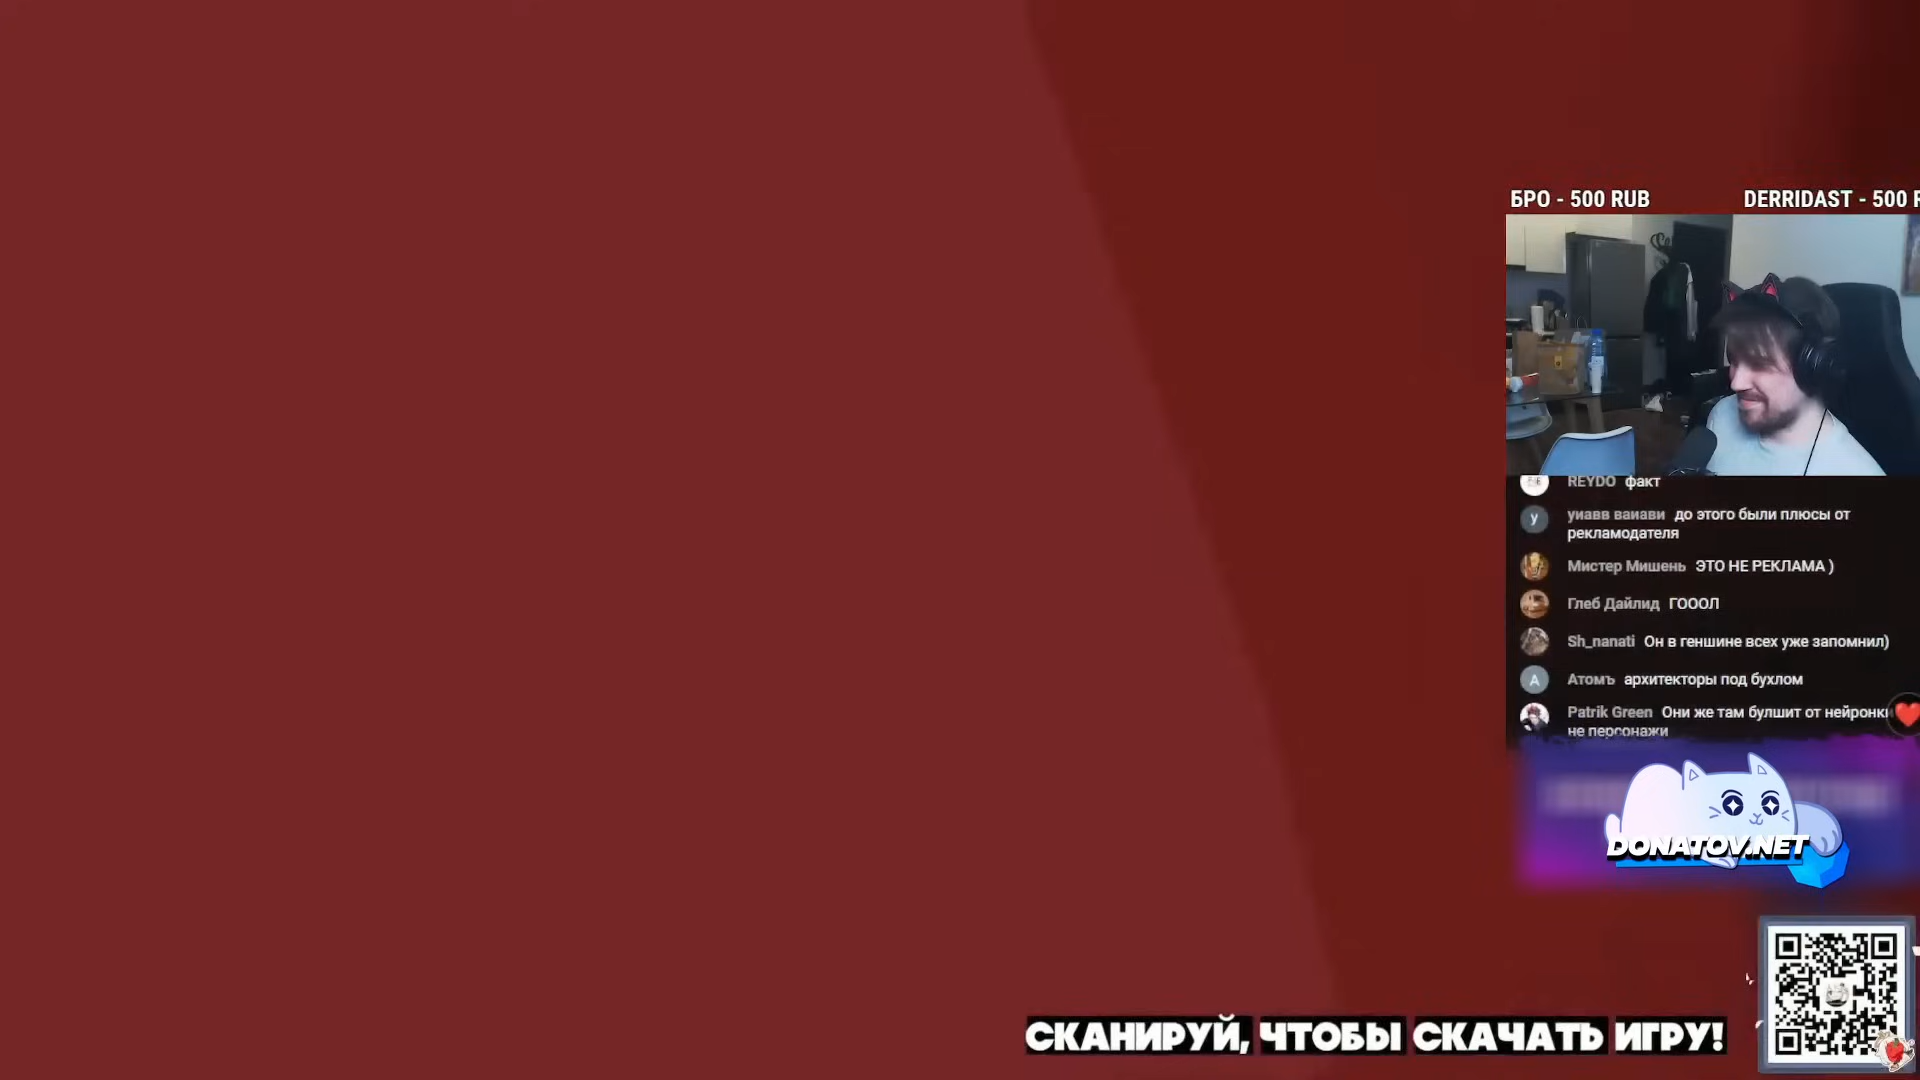 БРО - 500 RUB
DERRIDAST - 500
REYDO факт
уиавв ваиави до этого были плюсы от
рекламодателя
Мистер Мишень ЭТО НЕ РЕКЛАМА )
Глеб Дайлид ГОООЛ
Sh_nanati Он в геншине всех уже запомнил)
Атомъ архитекторы под бухлом
Patrik Green Они же там булшит от нейронки
не персонажи
DONATOV.NET
СКАНИРУЙ, ЧТОБЫ СКАЧАТЬ ИГРУ!